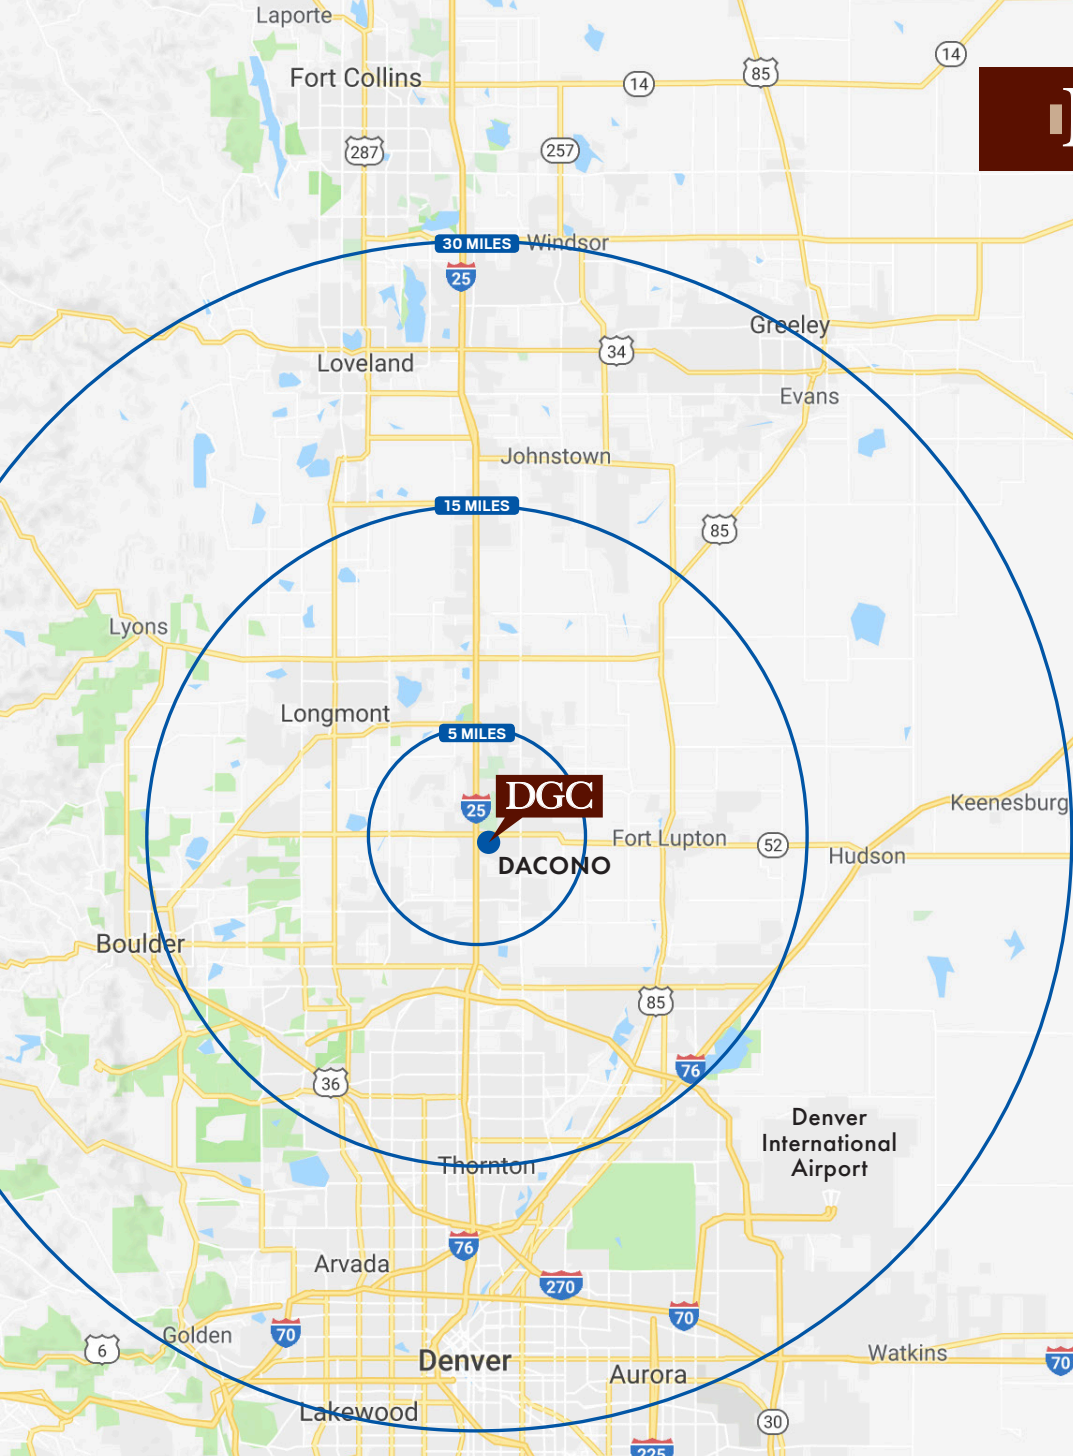 Laporte
Fort Collins
14
85
14
287
257
30 MILES
Windsor
25
Greeley
34
Loveland
Evans
Johnstown
15 MILES
85
Lyons
Longmont
5 MILES
DGC
25
Keenesburg
Fort Lupton
52
Hudson
DACONO
Boulder
85
76
36
Denver
International
Airport
Thornton
76
Arvada
270
70
70
Golden
6
Denver
Watkins
70
Aurora
Lakewood
30
225